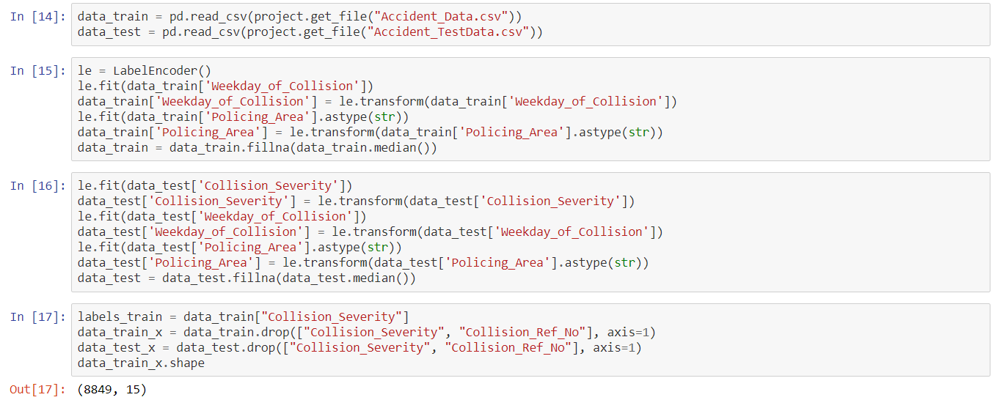 In [14]: data_train = pd.read_csv(project.get_file("Accident_Data.csv"))
data_test = pd.read_csv(project.get_file("Accident_TestData.csv"))
In [15]: le = LabelEncoder()
le.fit(data_train['Weekday_of_Collision'])
data_train['Weekday_of_Collision'] = le.transform(data_train['Weekday_of_Collision'])
le.fit(data_train['Policing_Area'].astype(str))
data_train['Policing_Area'] = le.transform(data_train['Policing_Area'].astype(str))
data_train = data_train.fillna(data_train.median())
In [16]: le.fit(data_test['Collision_Severity'])
data_test['Collision_Severity'] = le.transform(data_test['Collision_Severity'])
le.fit(data_test['Weekday_of_Collision'])
data_test['Weekday_of_Collision'] = le.transform(data_test['Weekday_of_Collision'])
le.fit(data_test['Policing_Area'].astype(str))
data_test['Policing_Area'] = le.transform(data_test['Policing_Area'].astype(str))
data_test = data_test.fillna(data_test.median())
In [17]: labels_train = data_train["Collision_Severity"]
data_train_x = data_train.drop(["Collision_Severity", "Collision_Ref_No"], axis=1)
data_test_x = data_test.drop(["Collision_Severity", "Collision_Ref_No"], axis=1)
data_train_x.shape
Out[17]: (8849, 15)